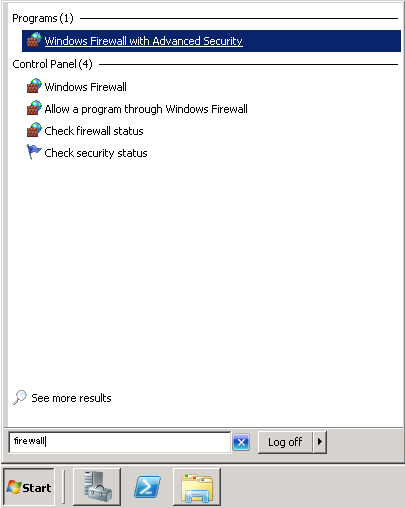 Programs (1)
Windows Firewall with Advanced Security
Control Panel (4)
Windows Firewall
Allow a program through Windows Firewall
Check firewall status
Check security status
See more results
firewall
Log off
Start